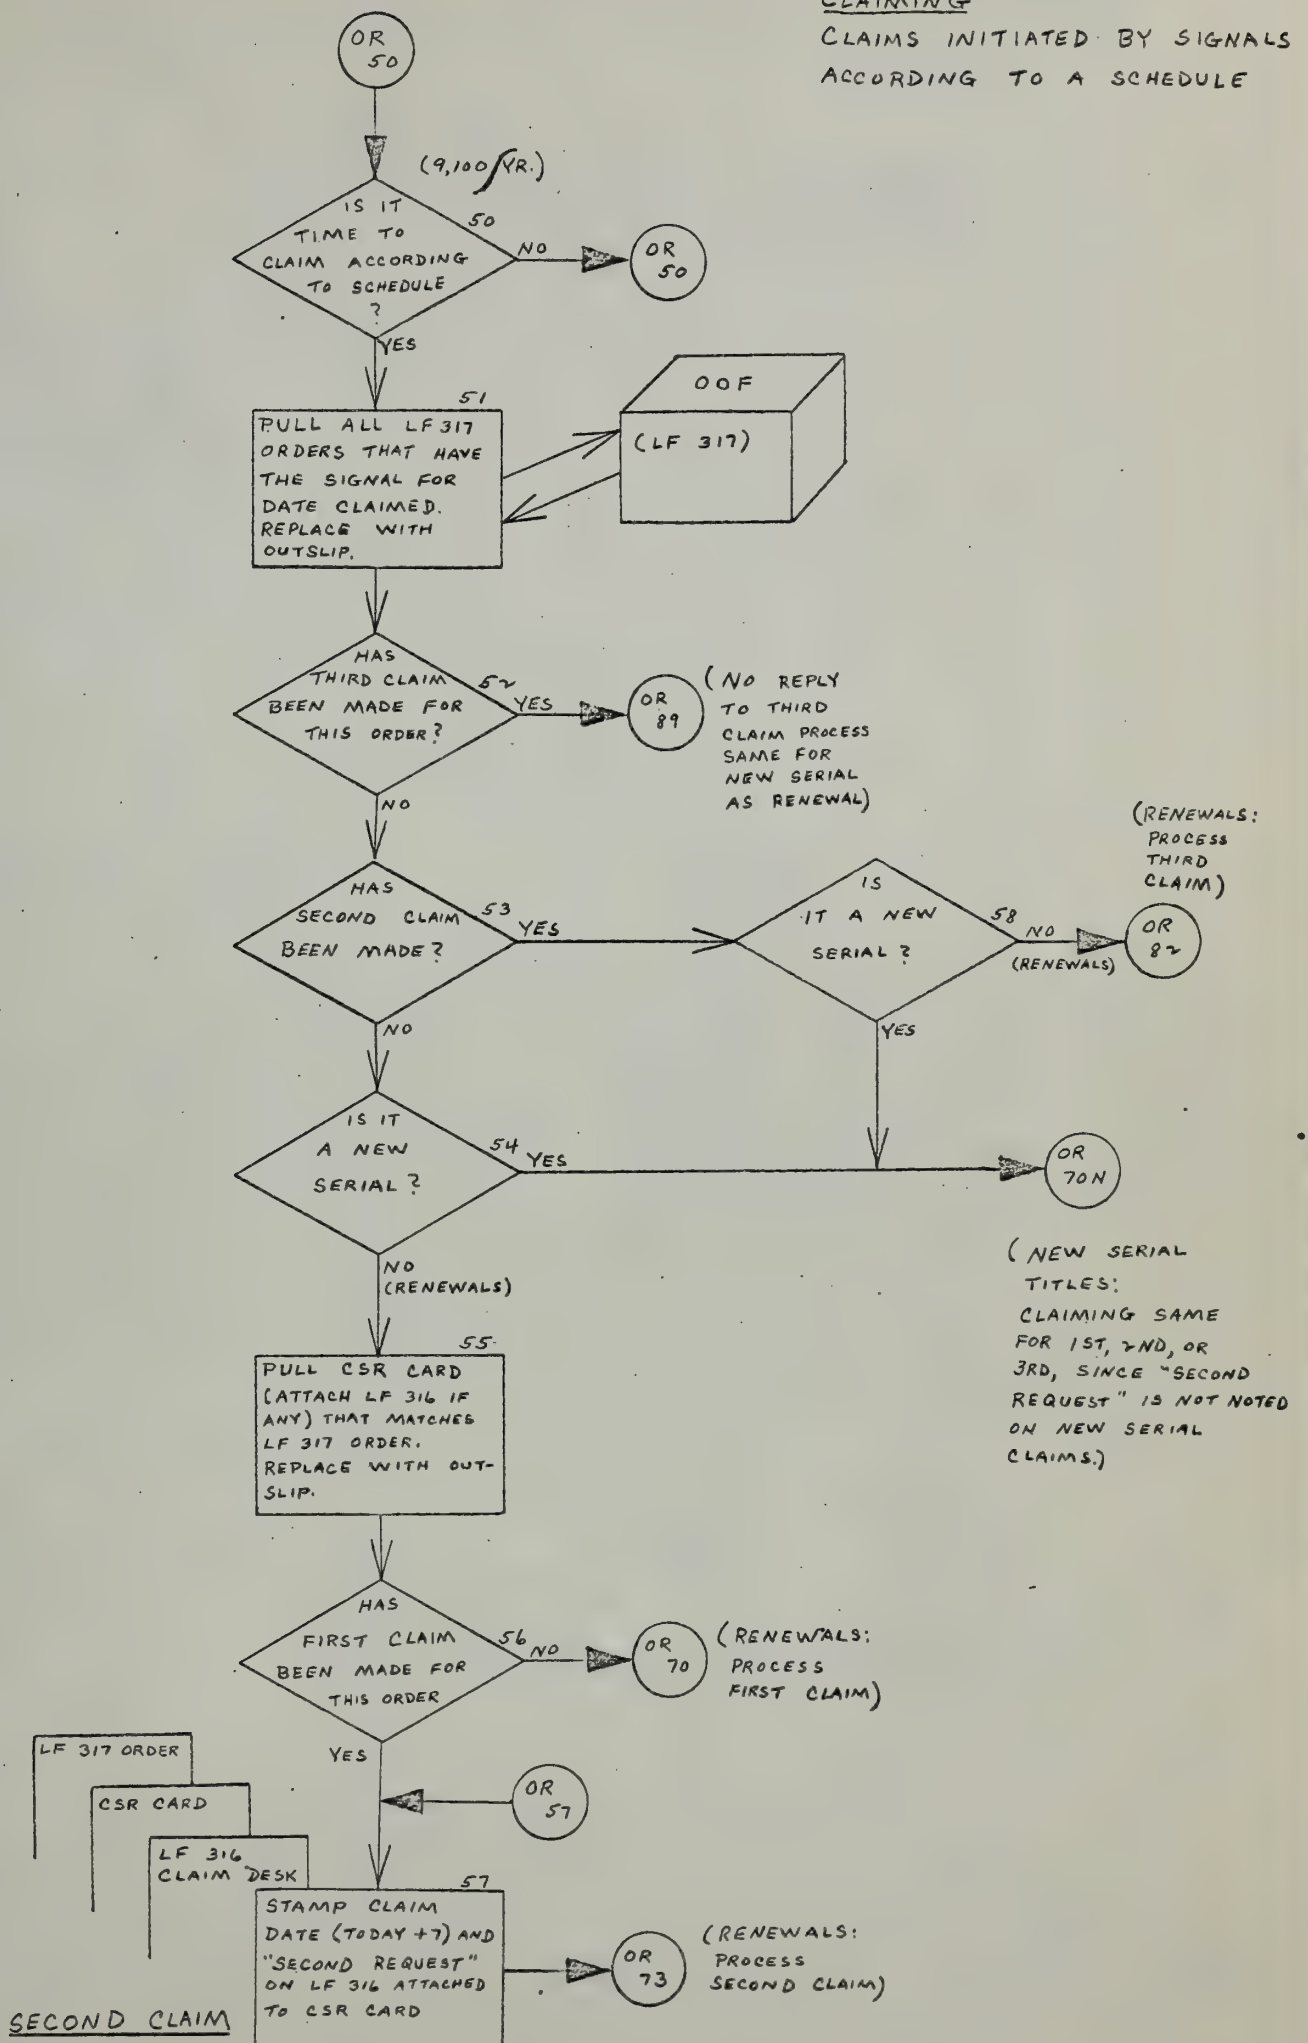 CLAIMING
CLAIMS INITIATED BY SIGNALS
ACCORDING TO A SCHEDULE
OR
50
(9,100/YR.)
IS IT
TIME TO
CLAIM ACCORDING
TO SCHEDULE
?
50
NO
OR
50
YES
51
PULL ALL LF 317
ORDERS THAT HAVE
THE SIGNAL FOR
DATE CLAIMED.
REPLACE WITH
OUTSLIP.
OOF
(LF 317)
HAS
THIRD CLAIM
BEEN MADE FOR
THIS ORDER?
52
YES
OR
89
(NO REPLY
TO THIRD
CLAIM PROCESS
SAME FOR
NEW SERIAL
AS RENEWAL)
NO
HAS
SECOND CLAIM
BEEN MADE?
53
YES
IS
IT A NEW
SERIAL?
58
NO
(RENEWALS)
(RENEWALS:
PROCESS
THIRD
CLAIM)
OR
82
NO
YES
IS IT
A NEW
SERIAL?
54
YES
OR
70N
(NEW SERIAL
TITLES:
CLAIMING SAME
FOR 1ST, 2ND, OR
3RD, SINCE "SECOND
REQUEST" IS NOT NOTED
ON NEW SERIAL
CLAIMS.)
NO
(RENEWALS)
55
PULL CSR CARD
(ATTACH LF 316 IF
ANY) THAT MATCHES
LF 317 ORDER.
REPLACE WITH OUT-
SLIP.
HAS
FIRST CLAIM
BEEN MADE FOR
THIS ORDER
56
NO
OR
70
(RENEWALS:
PROCESS
FIRST CLAIM)
YES
OR
57
LF 317 ORDER
CSR CARD
LF 316
CLAIM DESK
57
STAMP CLAIM
DATE (TODAY +7) AND
"SECOND REQUEST"
ON LF 316 ATTACHED
TO CSR CARD
OR
73
(RENEWALS:
PROCESS
SECOND CLAIM)
SECOND CLAIM